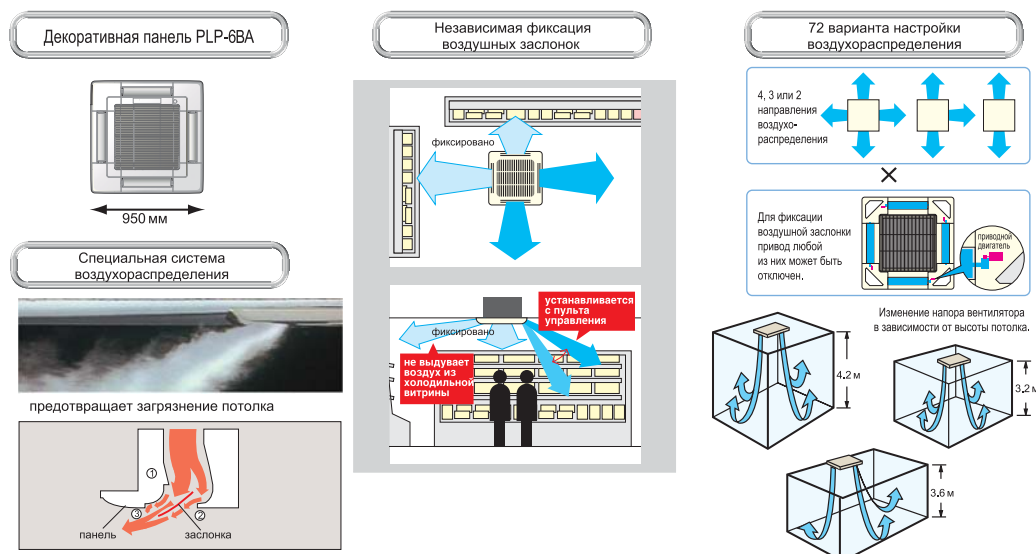 Декоративная панель PLP-6BA
950 мм
Специальная система
воздухораспределения
предотвращает загрязнение потолка
1
2
3
панель
заслонка
Независимая фиксация
воздушных заслонок
фиксировано
фиксировано
устанавливается
с пульта
управления
не выдувает
воздух из
холодильной
витрины
72 варианта настройки
воздухораспределения
4, 3 или 2
направления
воздухо-
распределения
×
Для фиксации
воздушной заслонки
привод любой
из них может быть
отключен.
приводной
двигатель
Изменение напора вентилятора
в зависимости от высоты потолка.
4.2 м
3.2 м
3.6 м